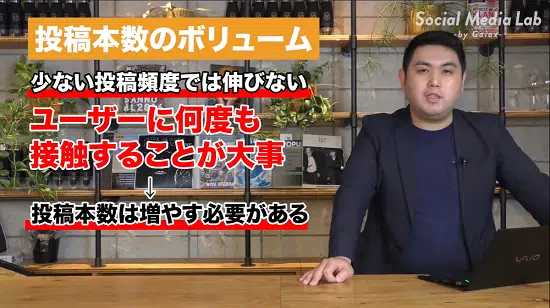 Social Media Lab
-by Gaiax-
投稿本数のボリューム
少ない投稿頻度では伸びない
ユーザーに何度も
接触することが大事
↓
投稿本数は増やす必要がある
VAIO